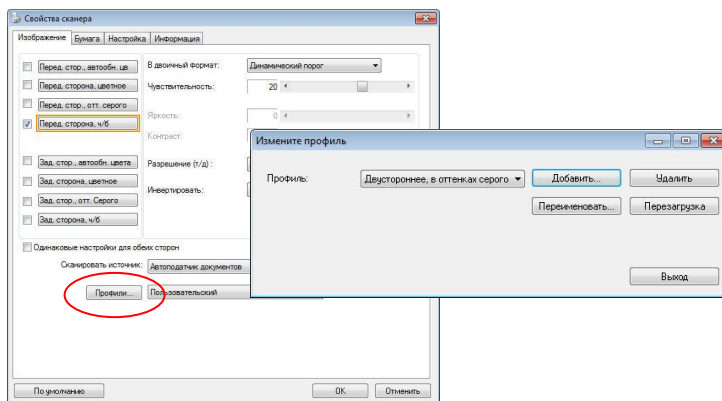 Свойства сканера
Изображение Бумага Настройка Информация
Перед. стор., автообн. цв
Перед. сторона, цветное
Перед. стор., отт. серого
Перед. сторона, ч/б
Зад. стор., автообн. цвета
Зад. сторона, цветное
Зад. стор., отт. Серого
Зад. сторона, ч/б
В двоичный формат: Динамический порог
Чувствительность: 20
Яркость: 0
Контраст:
Разрешение (т/д) :
Инвертировать:
Одинаковые настройки для обеих сторон
Сканировать источник: Автоподатчик документов
Профили... Пользовательский
По умолчанию OK Отменить
Измените профиль
Профиль: Двустороннее, в оттенках серого Добавить... Удалить
Переименовать... Перезагрузка
Выход